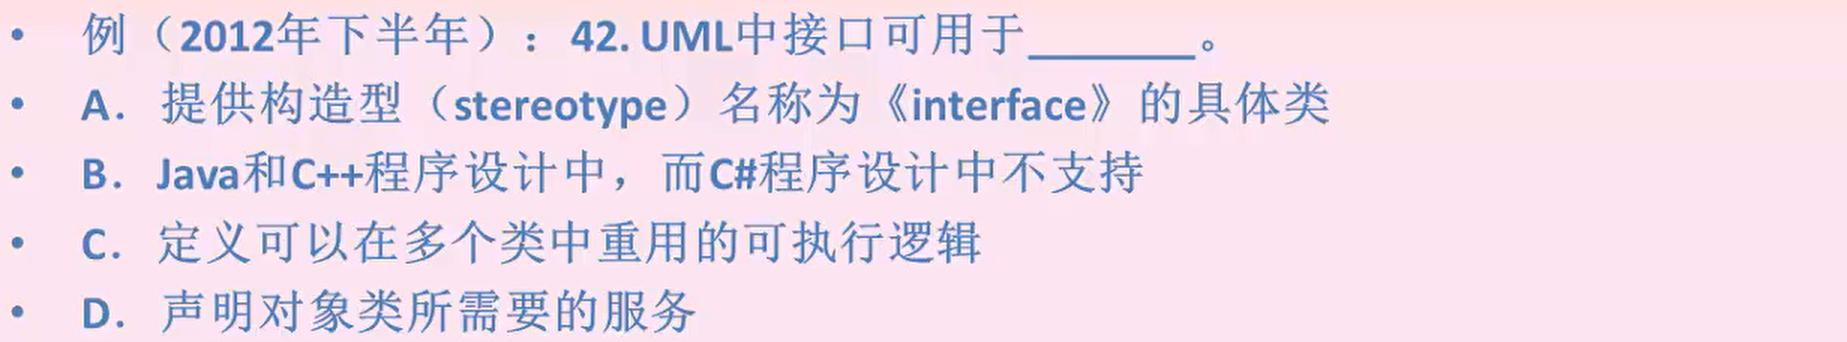 • 例（2012年下半年）：42. UML中接口可用于______。
• A. 提供构造型（stereotype）名称为《interface》的具体类
• B. Java和C++程序设计中，而C#程序设计中不支持
• C. 定义可以在多个类中重用的可执行逻辑
• D. 声明对象类所需要的服务